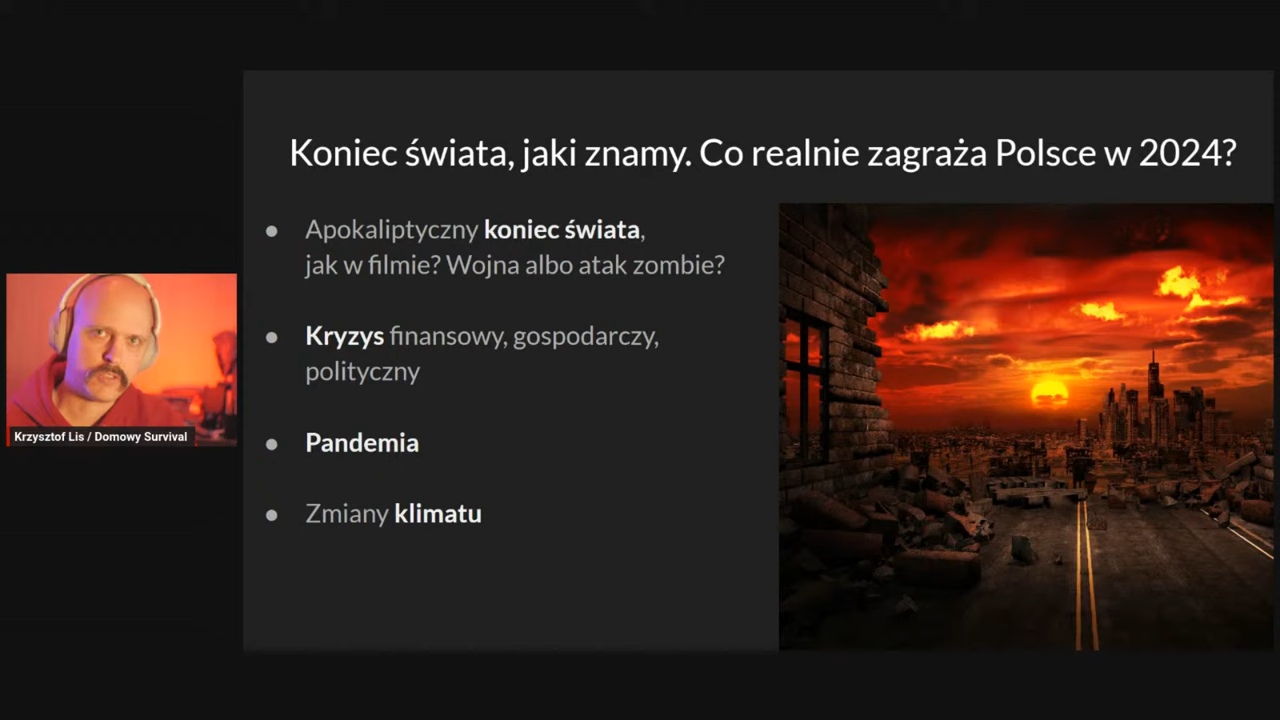 Koniec świata, jaki znamy. Co realnie zagraża Polsce w 2024?
● Apokaliptyczny koniec świata,
jak w filmie? Wojna albo atak zombie?
● Kryzys finansowy, gospodarczy,
polityczny
● Pandemia
● Zmiany klimatu
Krzysztof Lis / Domowy Survival